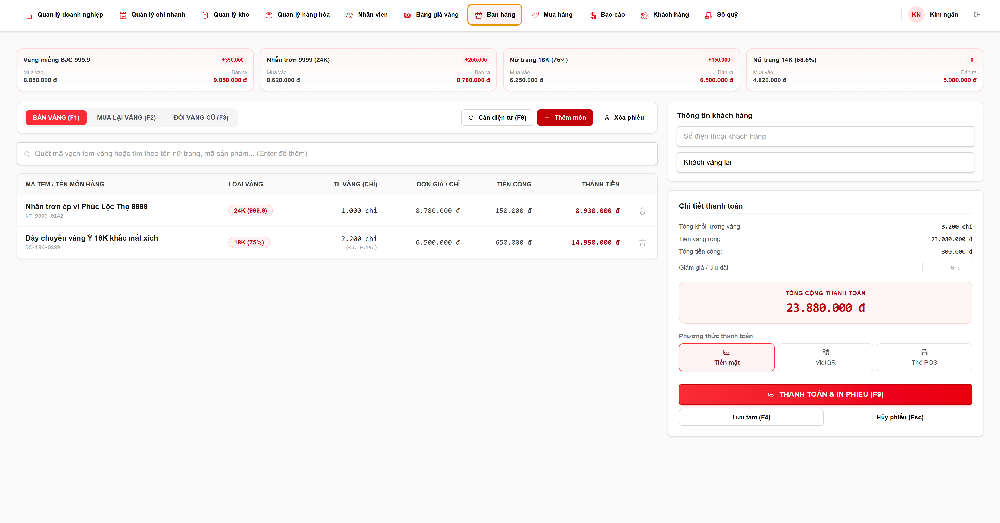 Quản lý doanh nghiệp Quản lý chi nhánh Quản lý kho Quản lý hàng hóa Nhân viên Bảng giá vàng Bán hàng Mua hàng Báo cáo Khách hàng Sổ quỹ KN Kim ngân
Vàng miếng SJC 999.9 +350,000
Mua vào Bán ra
8.850.000 đ 9.050.000 đ
Nhẫn trơn 9999 (24K) +200,000
Mua vào Bán ra
8.620.000 đ 8.780.000 đ
Nữ trang 18K (75%) +150,000
Mua vào Bán ra
6.250.000 đ 6.500.000 đ
Nữ trang 14K (58.5%) 0
Mua vào Bán ra
4.820.000 đ 5.080.000 đ
BÁN VÀNG (F1) MUA LẠI VÀNG (F2) ĐỔI VÀNG CŨ (F3) Cân điện tử (F6) Thêm món Xóa phiếu
Quét mã vạch tem vàng hoặc tìm theo tên nữ trang, mã sản phẩm... (Enter để thêm)
MÃ TEM / TÊN MÓN HÀNG LOẠI VÀNG TL VÀNG (CHỈ) ĐƠN GIÁ / CHỈ TIỀN CÔNG THÀNH TIỀN
Nhẫn trơn ép vỉ Phúc Lộc Thọ 9999 24K (999.9) 1.000 chỉ 8.780.000 đ 150.000 đ 8.930.000 đ
NT-9999-0142
Dây chuyền vàng Ý 18K khắc mắt xích 18K (75%) 2.200 chỉ 6.500.000 đ 650.000 đ 14.950.000 đ
DC-18K-0889 (Đá: 0.15c)
Thông tin khách hàng
Số điện thoại khách hàng
Khách vãng lai
Chi tiết thanh toán
Tổng khối lượng vàng: 3.200 chỉ
Tiền vàng ròng: 23.080.000 đ
Tổng tiền công: 800.000 đ
Giảm giá / Ưu đãi: 0 đ
TỔNG CỘNG THANH TOÁN
23.880.000 đ
Phương thức thanh toán
Tiền mặt VietQR Thẻ POS
THANH TOÁN & IN PHIẾU (F9)
Lưu tạm (F4) Hủy phiếu (Esc)